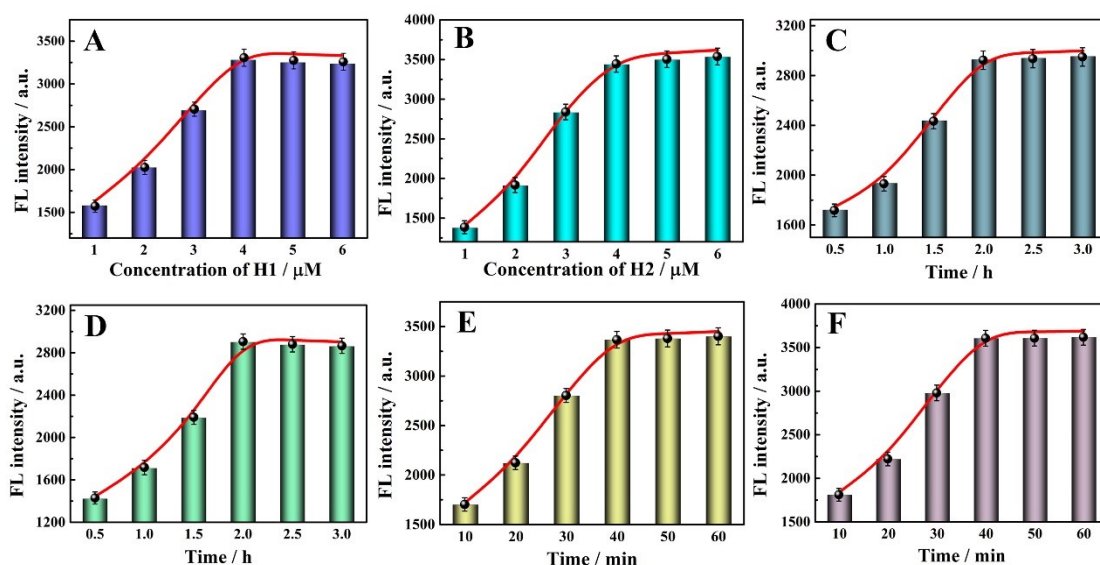 A
FL intensity / a.u.
3500
3000
2500
2000
1500
1 2 3 4 5 6
Concentration of H1 / μM
B
FL intensity / a.u.
4000
3500
3000
2500
2000
1500
1 2 3 4 5 6
Concentration of H2 / μM
C
FL intensity / a.u.
3200
2800
2400
2000
1600
0.5 1.0 1.5 2.0 2.5 3.0
Time / h
D
FL intensity / a.u.
3200
2800
2400
2000
1600
1200
0.5 1.0 1.5 2.0 2.5 3.0
Time / h
E
FL intensity / a.u.
3500
3000
2500
2000
1500
10 20 30 40 50 60
Time / min
F
FL intensity / a.u.
4000
3500
3000
2500
2000
1500
10 20 30 40 50 60
Time / min